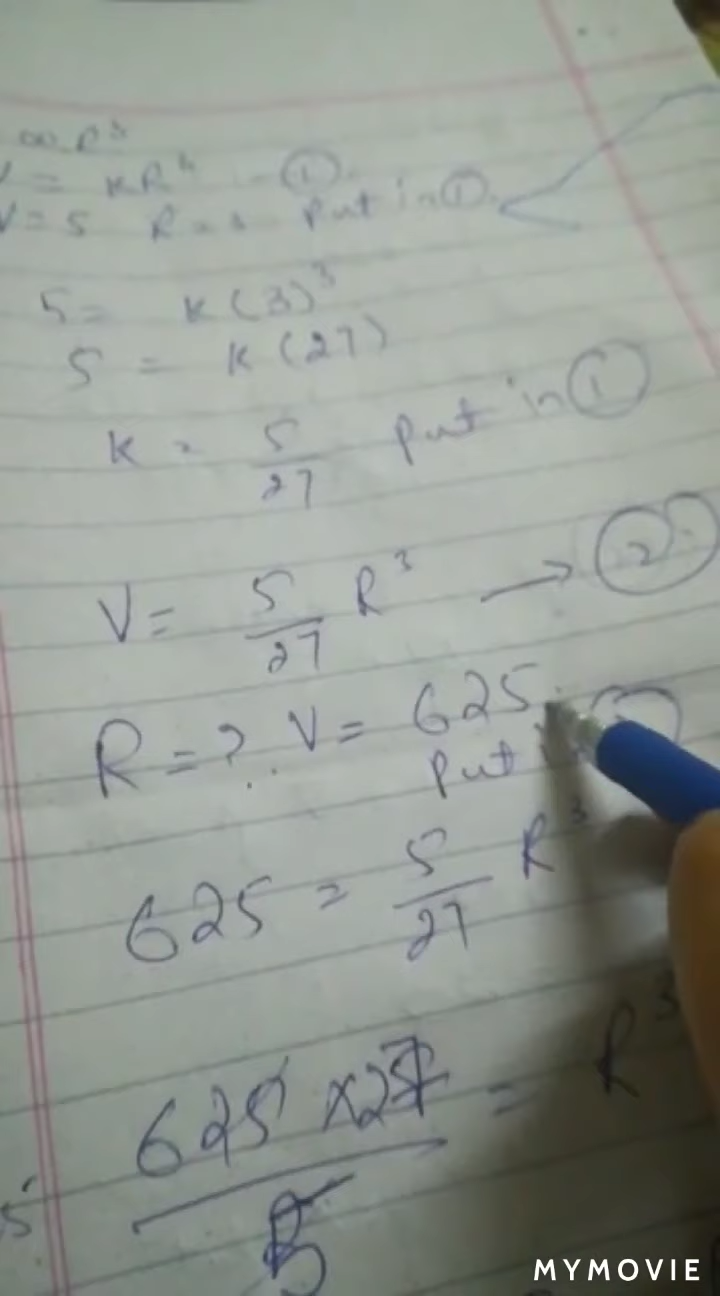 ∝ R³
V = KR³ - ①.
V = 5 R = 3 Put in ①.
5 = K(3)³
5 = K(27)
K = 5/27 Put in ①
V = 5/27 R³ → ②.
R = ? V = 625.
Put
625 = 5/27 R³
625 × 27 / 5 = R³
MYMOVIE